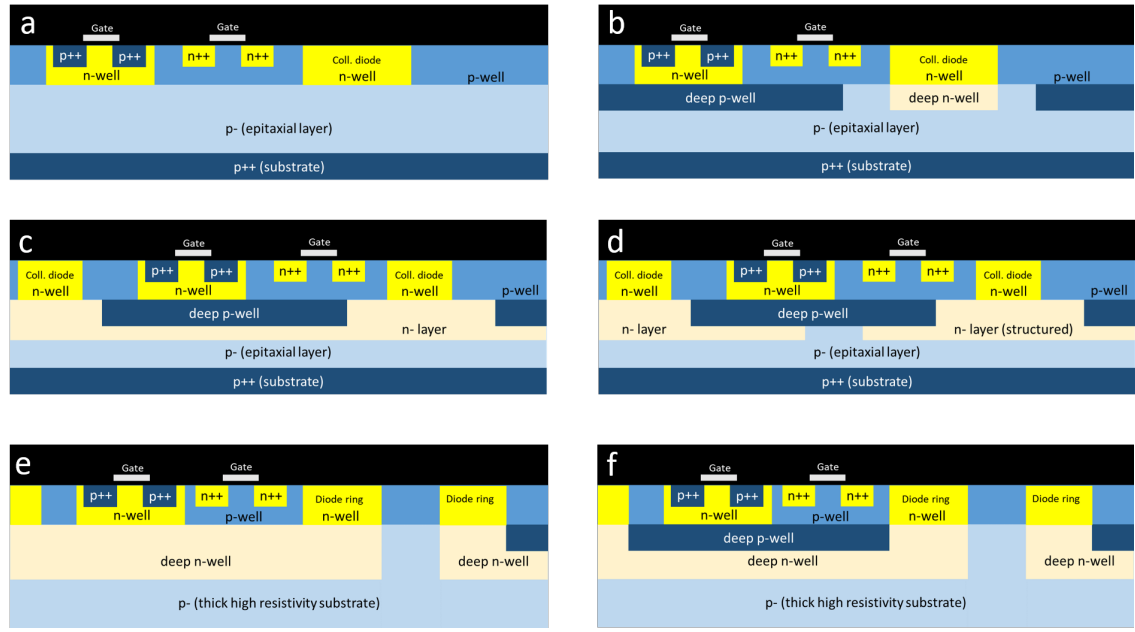 a
Gate
Gate
p++
p++
n++
n++
Coll. diode
n-well
n-well
p-well
p- (epitaxial layer)
p++ (substrate)
b
Gate
Gate
p++
p++
n++
n++
Coll. diode
n-well
n-well
p-well
deep p-well
deep n-well
p- (epitaxial layer)
p++ (substrate)
c
Gate
Gate
Coll. diode
n-well
p++
p++
n-well
n++
n++
Coll. diode
n-well
p-well
deep p-well
n- layer
p- (epitaxial layer)
p++ (substrate)
d
Gate
Gate
Coll. diode
n-well
p++
p++
n-well
n++
n++
Coll. diode
n-well
p-well
deep p-well
n- layer
n- layer (structured)
p- (epitaxial layer)
p++ (substrate)
e
Gate
Gate
p++
p++
n-well
n++
n++
p-well
Diode ring
n-well
Diode ring
deep n-well
deep n-well
p- (thick high resistivity substrate)
f
Gate
Gate
p++
p++
n-well
n++
n++
p-well
Diode ring
n-well
Diode ring
deep p-well
deep n-well
deep n-well
p- (thick high resistivity substrate)